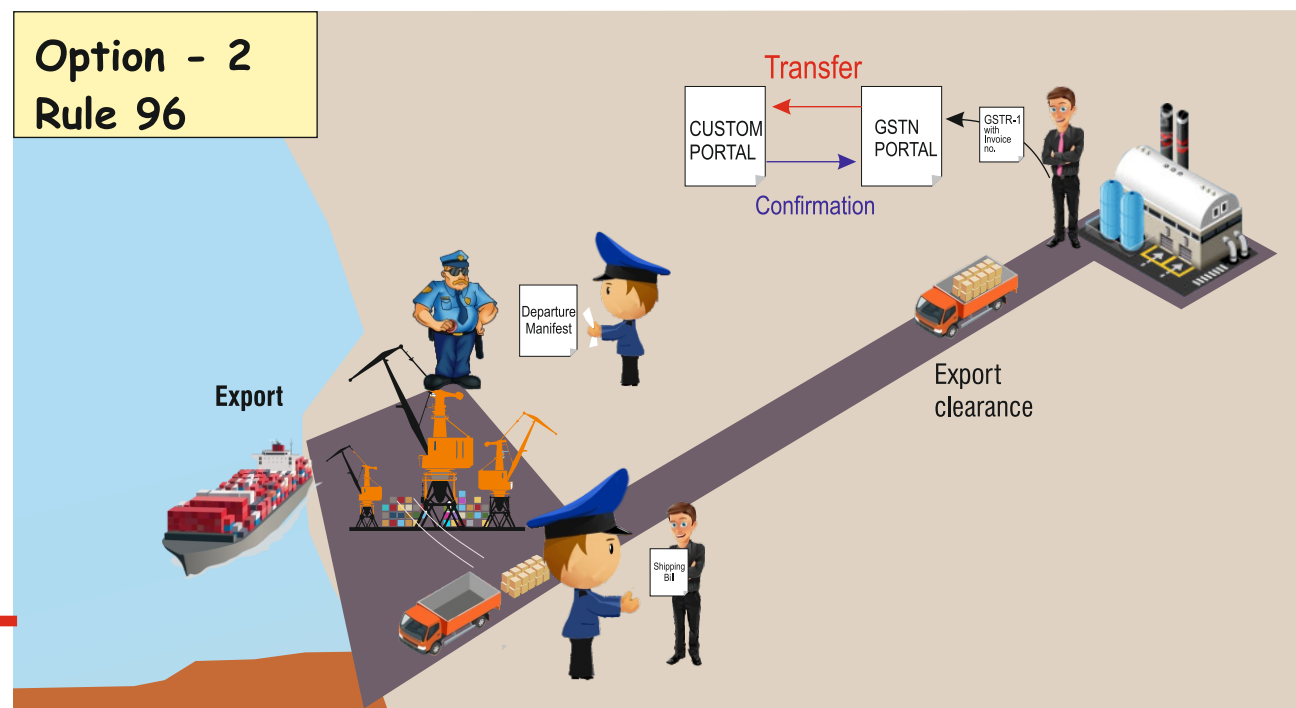 Option - 2
Rule 96
Transfer
CUSTOM
PORTAL
GSTN
PORTAL
GSTR-1
with
Invoice
no.
Confirmation
Departure
Manifest
Export
Export
clearance
Shipping
Bill